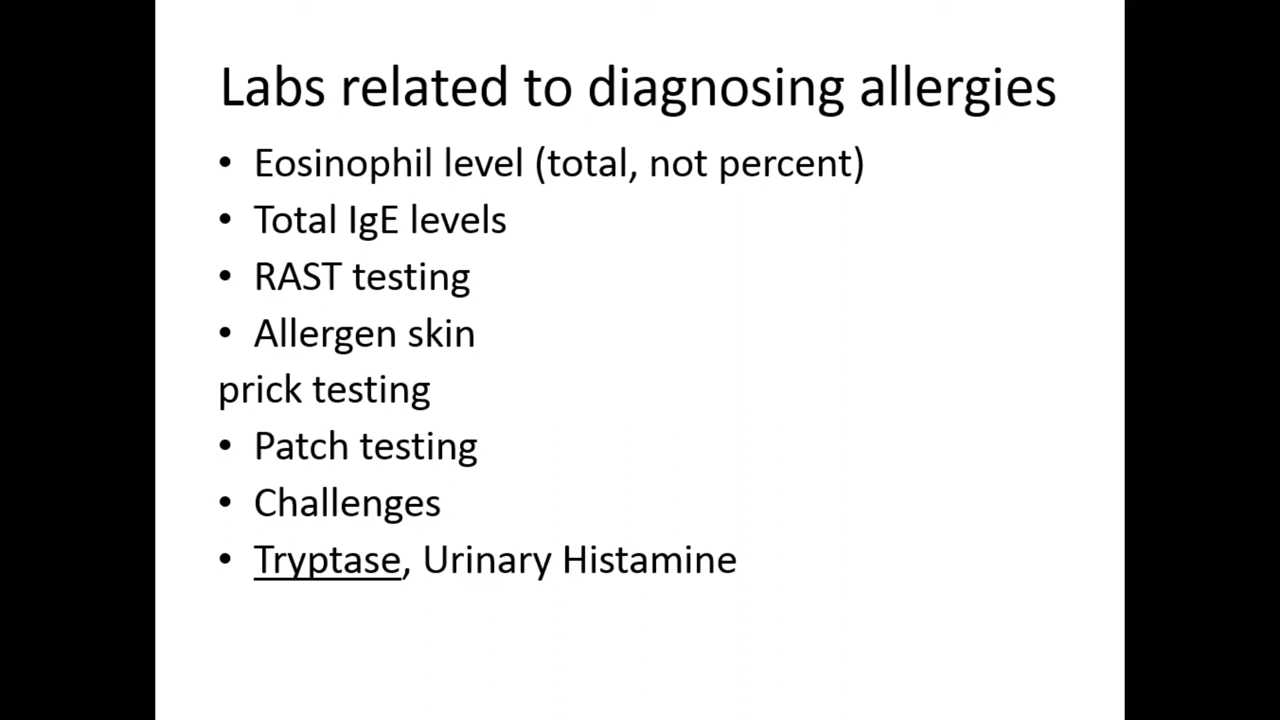 Labs related to diagnosing allergies
• Eosinophil level (total, not percent)
• Total IgE levels
• RAST testing
• Allergen skin
prick testing
• Patch testing
• Challenges
• Tryptase, Urinary Histamine